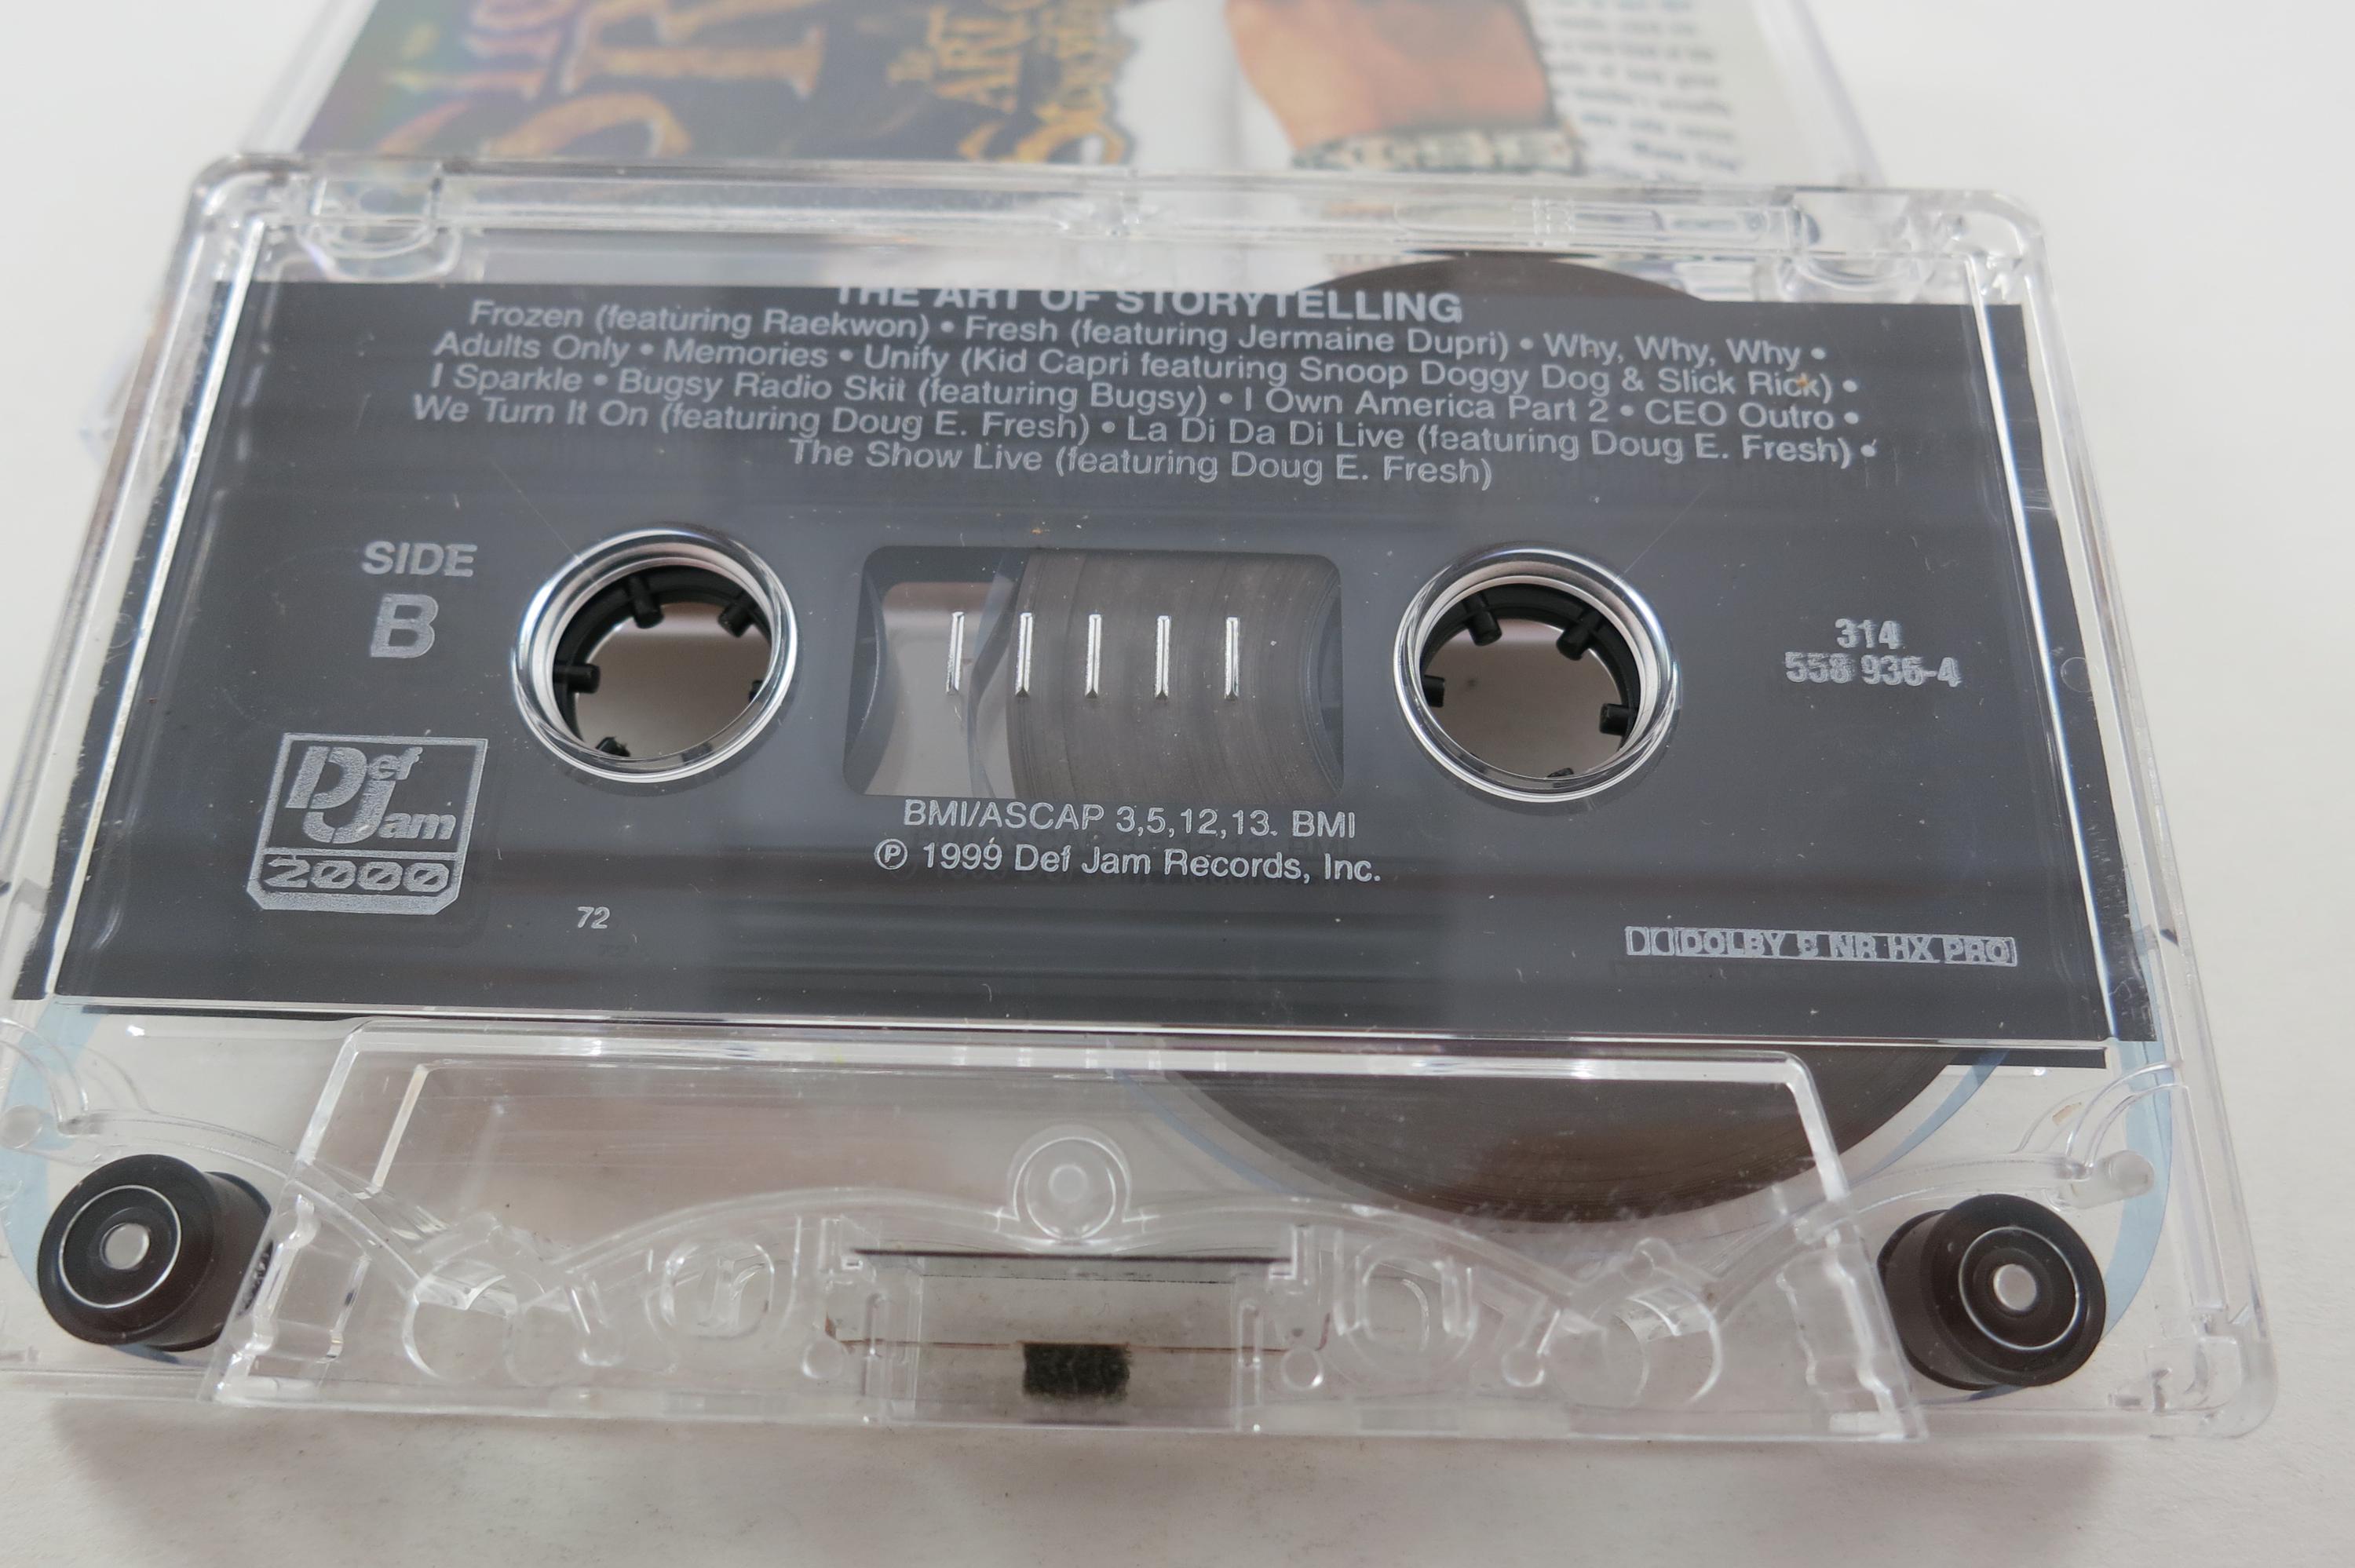 THE ART OF STORYTELLING
Frozen (featuring Raekwon) • Fresh (featuring Jermaine Dupri) • Why, Why, Why •
Adults Only • Memories • Unify (Kid Capri featuring Snoop Doggy Dog & Slick Rick) •
I Sparkle • Bugsy Radio Skit (featuring Bugsy) • I Own America Part 2 • CEO Outro •
We Turn It On (featuring Doug E. Fresh) • La Di Da Di Live (featuring Doug E. Fresh) •
The Show Live (featuring Doug E. Fresh)
SIDE
B
314
558 936-4
Def
Jam
2000
BMI/ASCAP 3,5,12,13. BMI
℗ 1999 Def Jam Records, Inc.
72
DOLBY B NR HX PRO